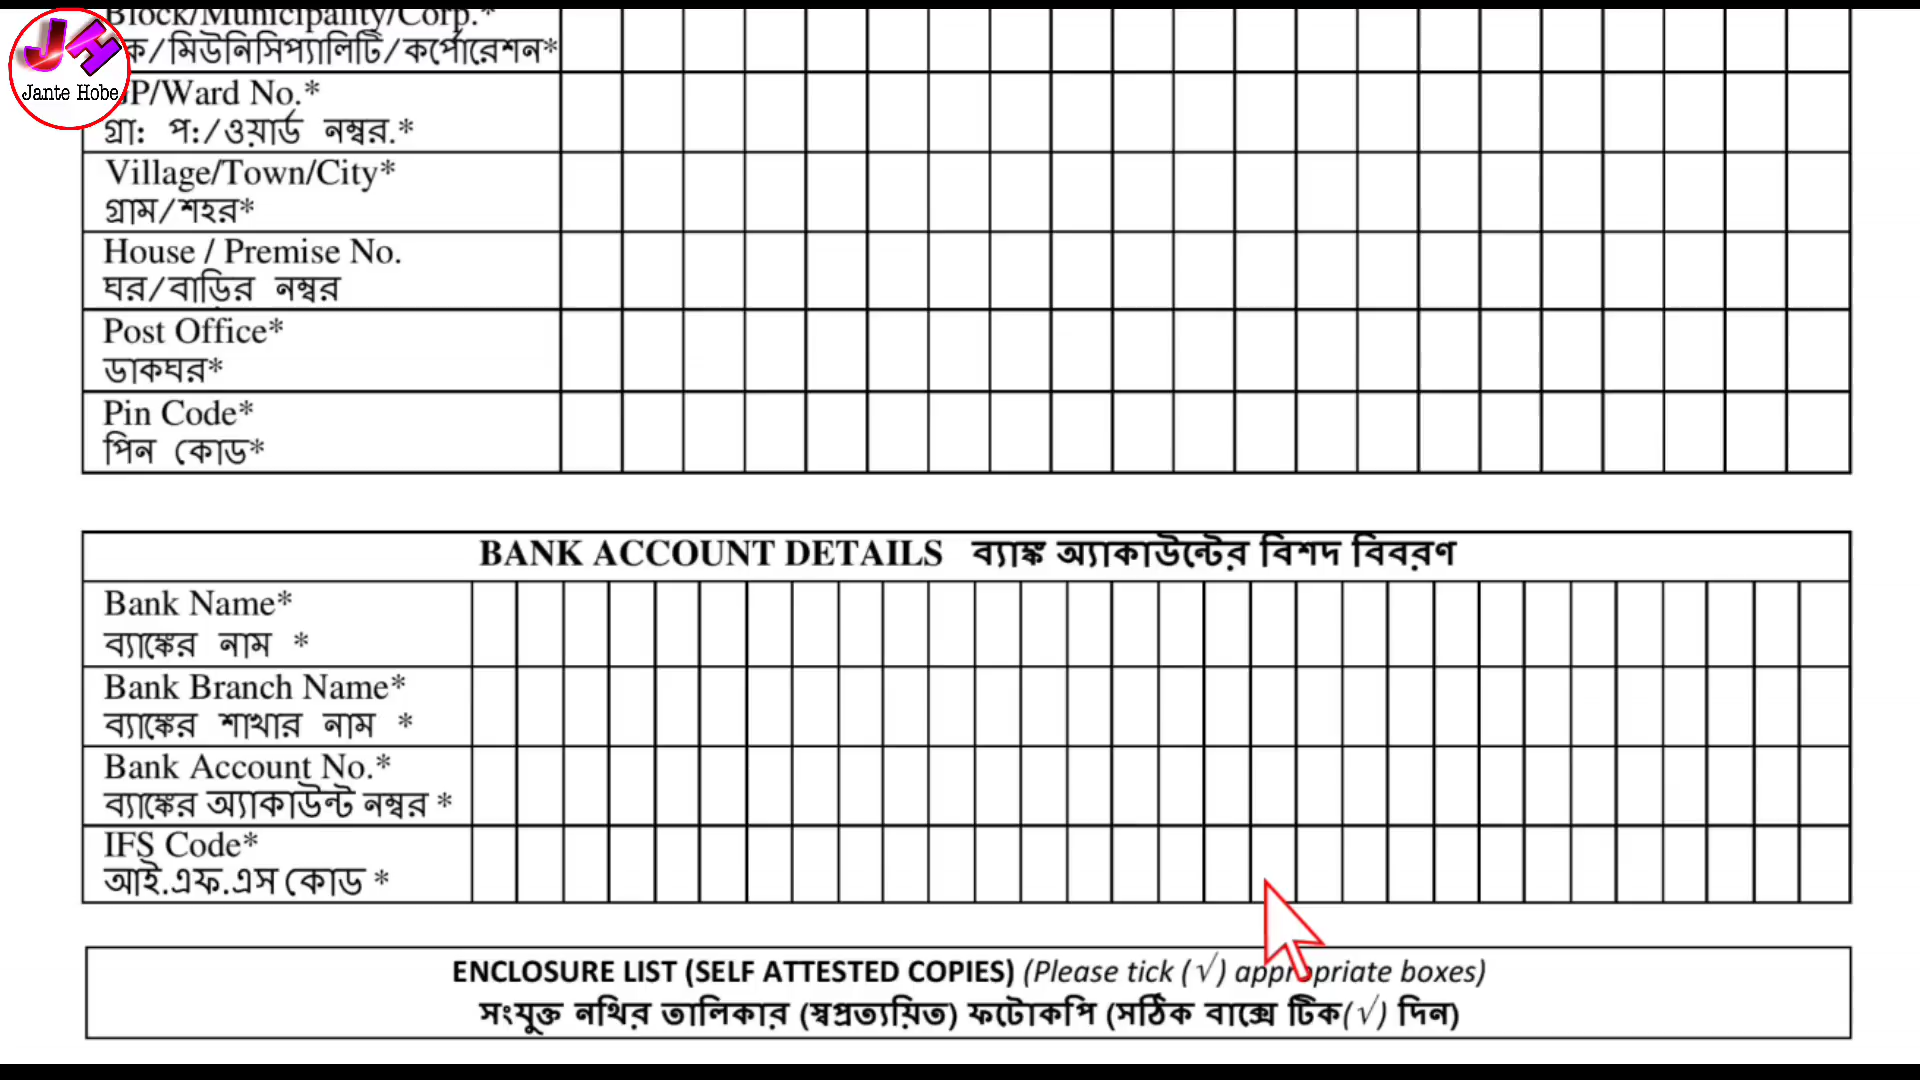 Block/Municipality/Corp.*
ক/মিউনিসিপ্যালিটি/কর্পোরেশন*
JH
Jante Hobe
GP/Ward No.*
গ্রা: প:/ওয়ার্ড নম্বর.*
Village/Town/City*
গ্রাম/শহর*
House / Premise No.
ঘর/বাড়ির নম্বর
Post Office*
ডাকঘর*
Pin Code*
পিন কোড*
BANK ACCOUNT DETAILS ব্যাঙ্ক অ্যাকাউন্টের বিশদ বিবরণ
Bank Name*
ব্যাঙ্কের নাম *
Bank Branch Name*
ব্যাঙ্কের শাখার নাম *
Bank Account No.*
ব্যাঙ্কের অ্যাকাউন্ট নম্বর *
IFS Code*
আই.এফ.এস কোড *
ENCLOSURE LIST (SELF ATTESTED COPIES) (Please tick (√) appropriate boxes)
সংযুক্ত নথির তালিকার (স্বপ্রত্যয়িত) ফটোকপি (সঠিক বাক্সে টিক(√) দিন)